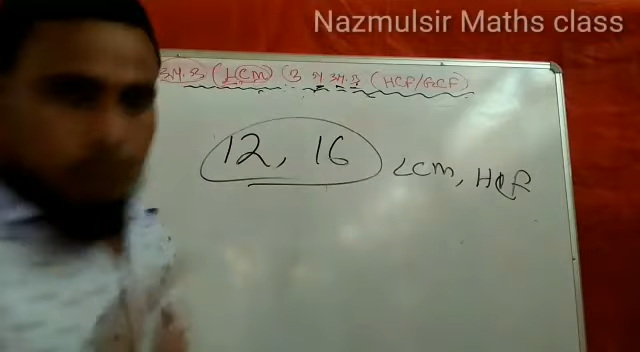 Nazmulsir Maths class
ল.সা.গু (LCM) ও গ.সা.গু (HCF/GCF)
12, 16 LCM, HCF